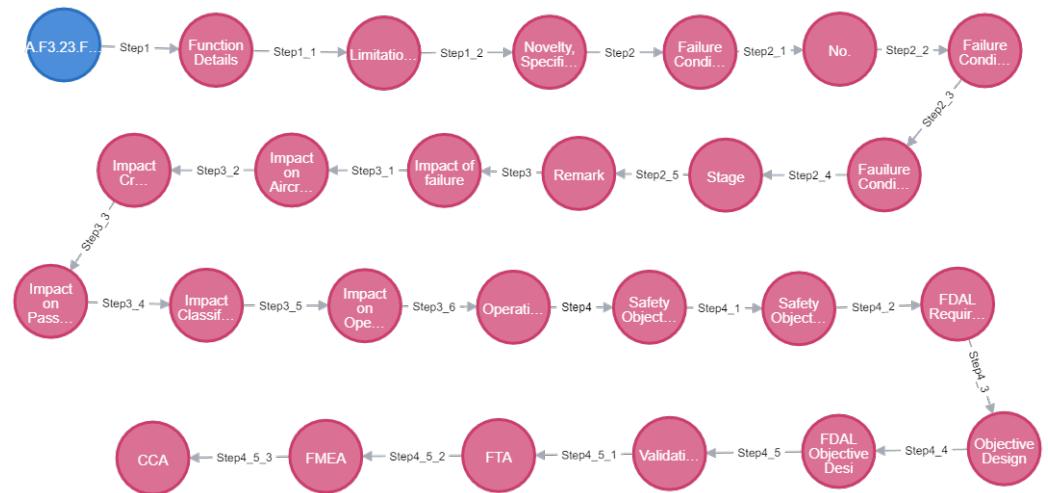 A.F3.23.F...
Step1
Function
Details
Step1_1
Limitatio...
Step1_2
Novelty,
Specifi...
Step2
Failure
Condi...
Step2_1
No.
Step2_2
Failure
Condi...
Step2_3
Fauilure
Condi...
Step2_4
Stage
Step2_5
Remark
Step3
Impact of
failure
Step3_1
Impact
on
Aircr...
Step3_2
Impact
Cr...
Step3_3
Impact
on
Pass...
Step3_4
Impact
Classif...
Step3_5
Impact
on
Ope...
Step3_6
Operati...
Step4
Safety
Object...
Step4_1
Safety
Object...
Step4_2
FDAL
Requir...
Step4_3
Objective
Design
Step4_4
FDAL
Objective
Desi
Step4_5
Validati...
Step4_5_1
FTA
Step4_5_2
FMEA
Step4_5_3
CCA